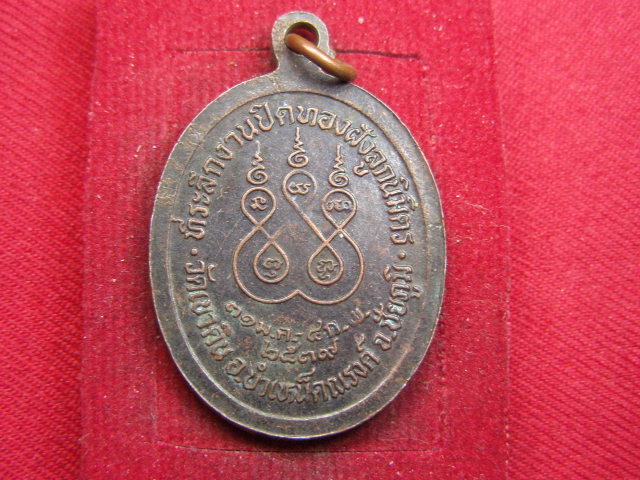 ที่ระลึกงานปิดทองฝังลูกนิมิตร
๓๑ ม.ค.-๔ ก.พ.
๒๕๓๗
วัดเขาดิน อ.บำเหน็จณรงค์ จ.ชัยภูมิ